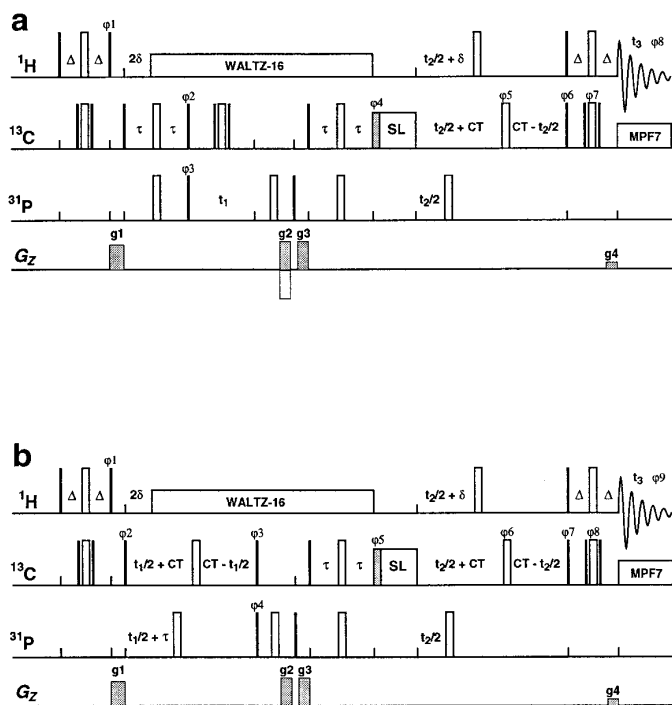 a
φ1 t3 φ8
¹H Δ Δ 2δ WALTZ-16 t2/2 + δ Δ Δ
φ2 φ4 φ5 φ6 φ7
¹³C τ τ τ τ SL t2/2 + CT CT - t2/2 MPF7
φ3
³¹P t1 t2/2
g1 g2 g3 g4
Gz
b
φ1 t3 φ9
¹H Δ Δ 2δ WALTZ-16 t2/2 + δ Δ Δ
φ2 φ3 φ5 φ6 φ7 φ8
¹³C t1/2 + CT CT - t1/2 τ τ SL t2/2 + CT CT - t2/2 MPF7
φ4
³¹P t1/2 + τ t2/2
g1 g2 g3 g4
Gz